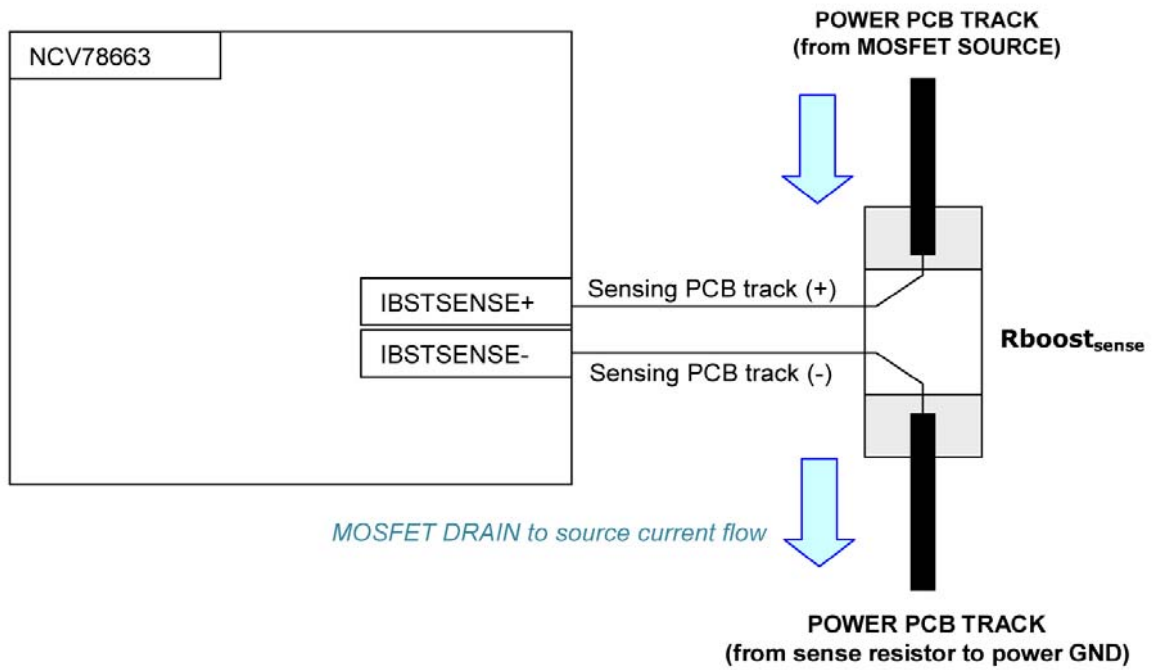 POWER PCB TRACK
(from MOSFET SOURCE)
NCV78663
IBSTSENSE+
Sensing PCB track (+)
IBSTSENSE-
Sensing PCB track (-)
Rboostsense
MOSFET DRAIN to source current flow
POWER PCB TRACK
(from sense resistor to power GND)